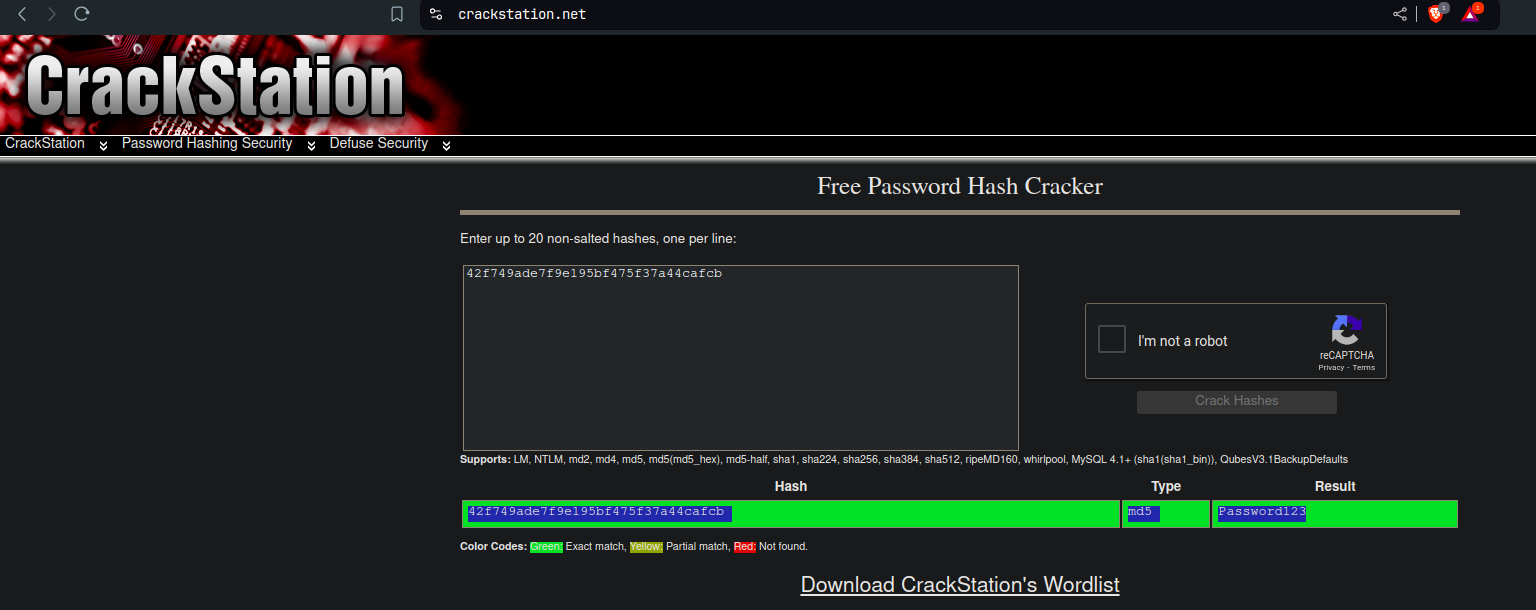 crackstation.net
1
1
CrackStation
CrackStation
Password Hashing Security
Defuse Security
Free Password Hash Cracker
Enter up to 20 non-salted hashes, one per line:
42f749ade7f9e195bf475f37a44cafcb
I'm not a robot
reCAPTCHA
Privacy - Terms
Crack Hashes
Supports: LM, NTLM, md2, md4, md5, md5(md5_hex), md5-half, sha1, sha224, sha256, sha384, sha512, ripeMD160, whirlpool, MySQL 4.1+ (sha1(sha1_bin)), QubesV3.1BackupDefaults
Hash Type Result
42f749ade7f9e195bf475f37a44cafcb md5 Password123
Color Codes: Green: Exact match, Yellow: Partial match, Red: Not found.
Download CrackStation's Wordlist